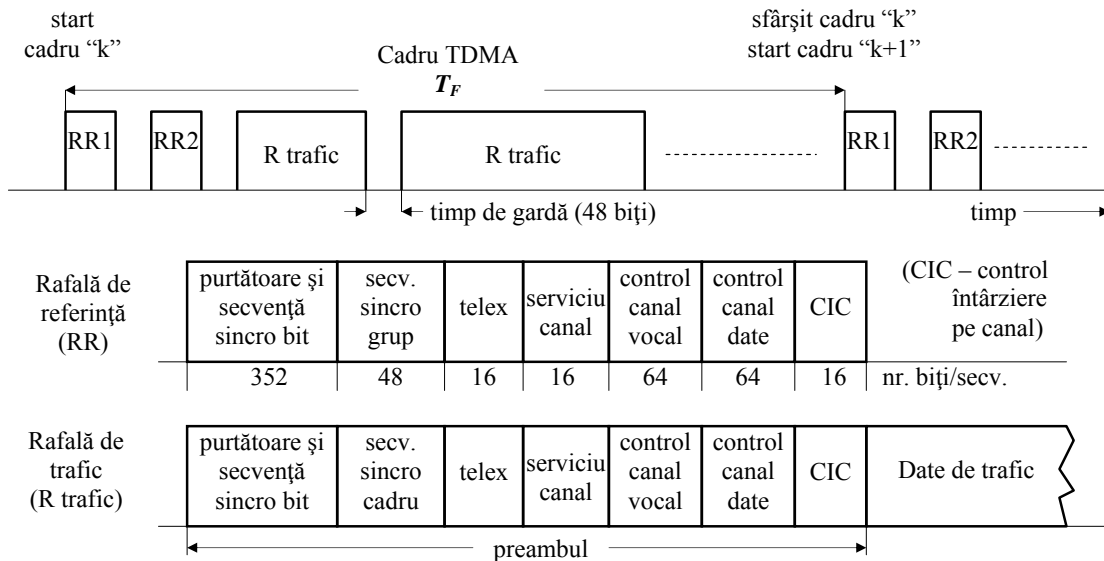 start
cadru “k”
sfârşit cadru “k”
start cadru “k+1”
Cadru TDMA
T_F
RR1
RR2
R trafic
R trafic
RR1
RR2
timp de gardă (48 biţi)
timp
Rafală de
referinţă
(RR)
purtătoare şi
secvenţă
sincro bit
secv.
sincro
grup
telex
serviciu
canal
control
canal
vocal
control
canal
date
CIC
(CIC – control
întârziere
pe canal)
352
48
16
16
64
64
16
nr. biţi/secv.
Rafală de
trafic
(R trafic)
purtătoare şi
secvenţă
sincro bit
secv.
sincro
cadru
telex
serviciu
canal
control
canal
vocal
control
canal
date
CIC
Date de trafic
preambul